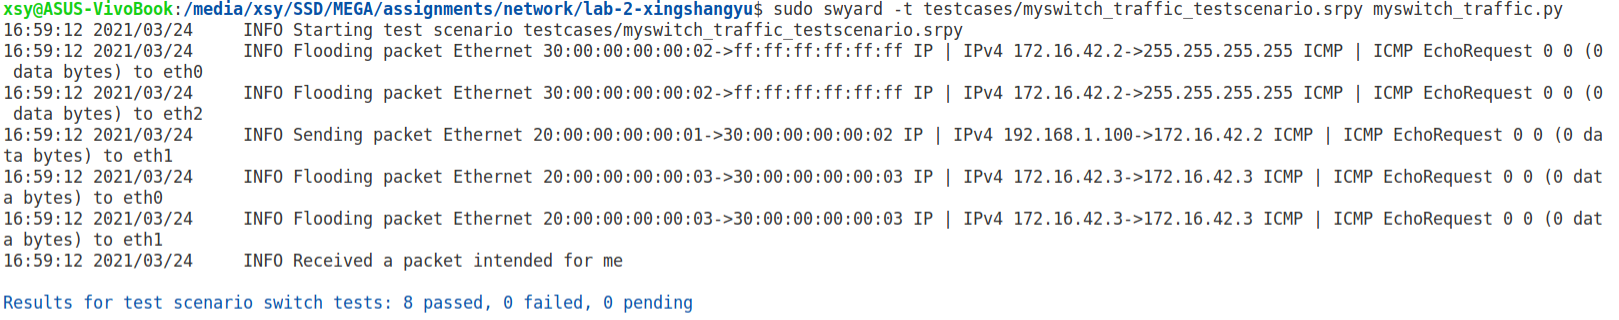 xsy@ASUS-VivoBook:/media/xsy/SSD/MEGA/assignments/network/lab-2-xingshangyu$ sudo swyard -t testcases/myswitch_traffic_testscenario.srpy myswitch_traffic.py
16:59:12 2021/03/24     INFO Starting test scenario testcases/myswitch_traffic_testscenario.srpy
16:59:12 2021/03/24     INFO Flooding packet Ethernet 30:00:00:00:00:02->ff:ff:ff:ff:ff:ff IP | IPv4 172.16.42.2->255.255.255.255 ICMP | ICMP EchoRequest 0 0 (0
 data bytes) to eth0
16:59:12 2021/03/24     INFO Flooding packet Ethernet 30:00:00:00:00:02->ff:ff:ff:ff:ff:ff IP | IPv4 172.16.42.2->255.255.255.255 ICMP | ICMP EchoRequest 0 0 (0
 data bytes) to eth2
16:59:12 2021/03/24     INFO Sending packet Ethernet 20:00:00:00:00:01->30:00:00:00:00:02 IP | IPv4 192.168.1.100->172.16.42.2 ICMP | ICMP EchoRequest 0 0 (0 da
ta bytes) to eth1
16:59:12 2021/03/24     INFO Flooding packet Ethernet 20:00:00:00:00:03->30:00:00:00:00:03 IP | IPv4 172.16.42.3->172.16.42.3 ICMP | ICMP EchoRequest 0 0 (0 dat
a bytes) to eth0
16:59:12 2021/03/24     INFO Flooding packet Ethernet 20:00:00:00:00:03->30:00:00:00:00:03 IP | IPv4 172.16.42.3->172.16.42.3 ICMP | ICMP EchoRequest 0 0 (0 dat
a bytes) to eth1
16:59:12 2021/03/24     INFO Received a packet intended for me
Results for test scenario switch tests: 8 passed, 0 failed, 0 pending